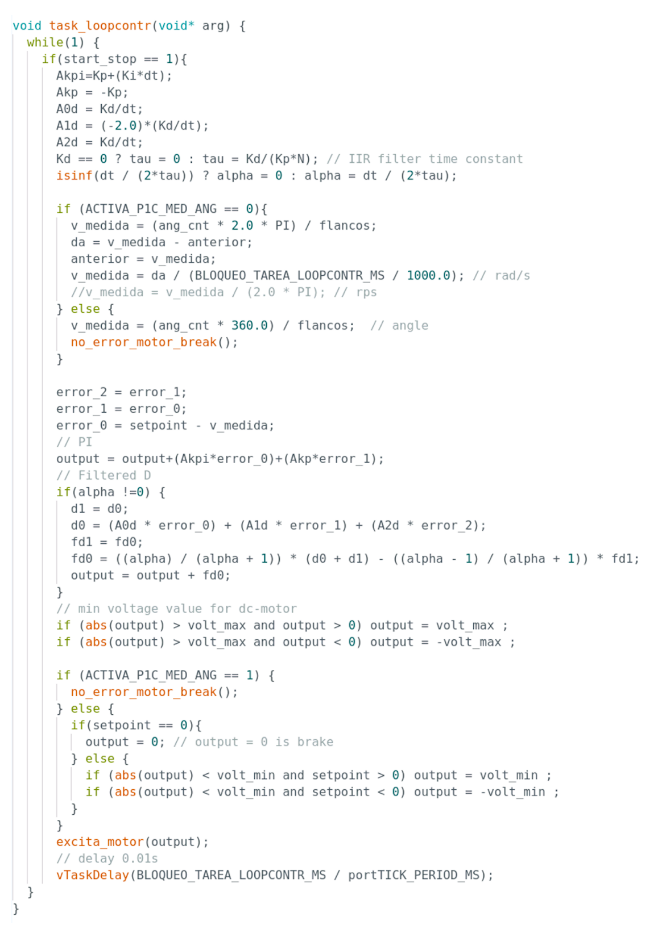 void task_loopcontr(void* arg) {
  while(1) {
    if(start_stop == 1){
      Akpi=Kp+(Ki*dt);
      Akp = -Kp;
      A0d = Kd/dt;
      A1d = (-2.0)*(Kd/dt);
      A2d = Kd/dt;
      Kd == 0 ? tau = 0 : tau = Kd/(Kp*N); // IIR filter time constant
      isinf(dt / (2*tau)) ? alpha = 0 : alpha = dt / (2*tau);

      if (ACTIVA_P1C_MED_ANG == 0){
        v_medida = (ang_cnt * 2.0 * PI) / flancos;
        da = v_medida - anterior;
        anterior = v_medida;
        v_medida = da / (BLOQUEO_TAREA_LOOPCONTR_MS / 1000.0); // rad/s
        //v_medida = v_medida / (2.0 * PI); // rps
      } else {
        v_medida = (ang_cnt * 360.0) / flancos;  // angle
        no_error_motor_break();
      }

      error_2 = error_1;
      error_1 = error_0;
      error_0 = setpoint - v_medida;
      // PI
      output = output+(Akpi*error_0)+(Akp*error_1);
      // Filtered D
      if(alpha !=0) {
        d1 = d0;
        d0 = (A0d * error_0) + (A1d * error_1) + (A2d * error_2);
        fd1 = fd0;
        fd0 = ((alpha) / (alpha + 1)) * (d0 + d1) - ((alpha - 1) / (alpha + 1)) * fd1;
        output = output + fd0;
      }
      // min voltage value for dc-motor
      if (abs(output) > volt_max and output > 0) output = volt_max ;
      if (abs(output) > volt_max and output < 0) output = -volt_max ;

      if (ACTIVA_P1C_MED_ANG == 1) {
        no_error_motor_break();
      } else {
        if(setpoint == 0){
          output = 0; // output = 0 is brake
        } else {
          if (abs(output) < volt_min and setpoint > 0) output = volt_min ;
          if (abs(output) < volt_min and setpoint < 0) output = -volt_min ;
        }
      }
      excita_motor(output);
      // delay 0.01s
      vTaskDelay(BLOQUEO_TAREA_LOOPCONTR_MS / portTICK_PERIOD_MS);
  }
}